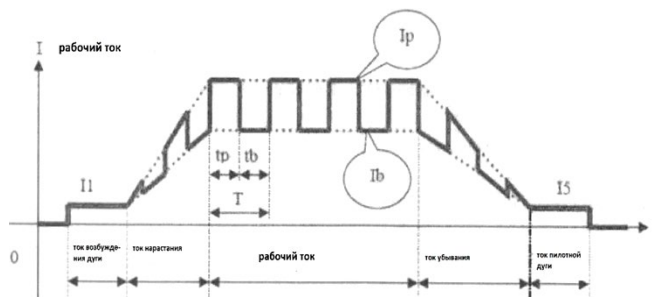 I рабочий ток
Ip
tp tb
Ib
I1
T
I5
0
ток возбужде-
ния дуги
ток нарастания
рабочий ток
ток убывания
ток пилотной
дуги